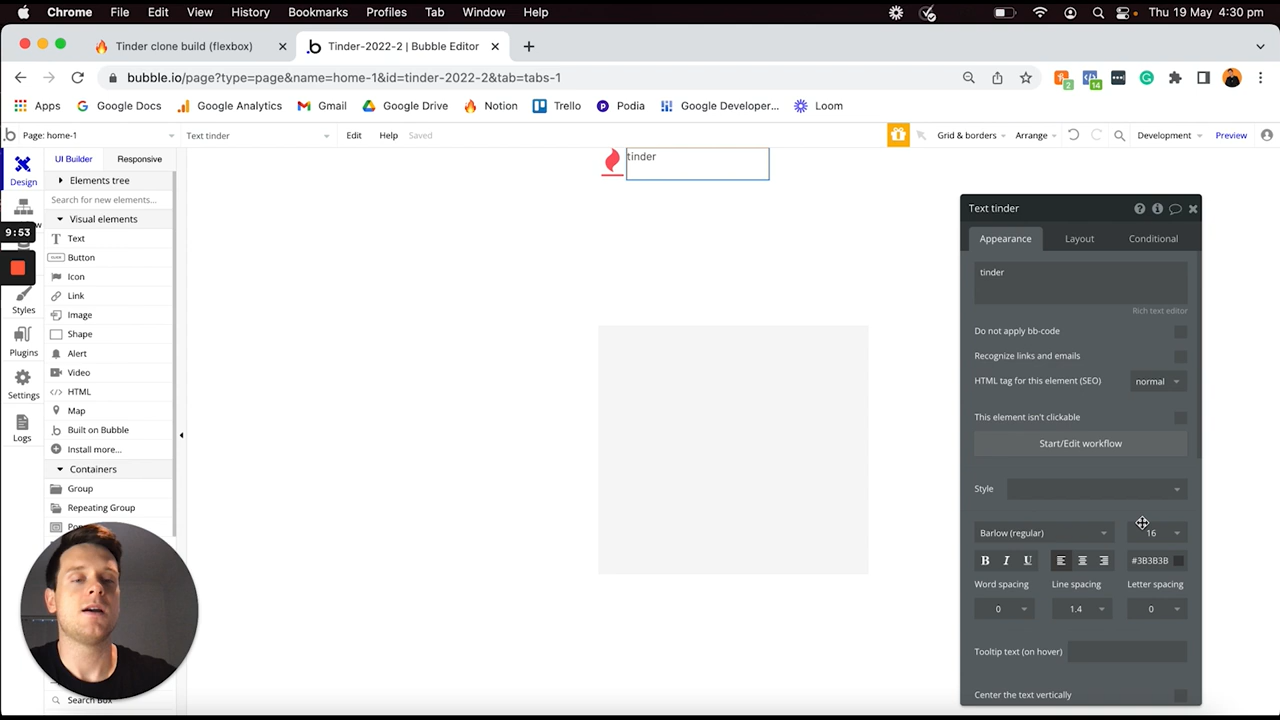 Chrome File Edit View History Bookmarks Profiles Tab Window Help Thu 19 May 4:30 pm
Tinder clone build (flexbox) Tinder-2022-2 | Bubble Editor
bubble.io/page?type=page&name=home-1&id=tinder-2022-2&tab=tabs-1 2 14
Apps Google Docs Google Analytics Gmail Google Drive Notion Trello Podia Google Developer... Loom
Page: home-1 Text tinder Edit Help Saved Grid & borders Arrange Development Preview
UI Builder Responsive
Design
Elements tree
Search for new elements...
Visual elements
Text
Button
Icon
Link
Image
Shape
Alert
Video
HTML
Map
Built on Bubble
Install more...
Containers
Group
Repeating Group
Search Box
9:53
Styles
Plugins
Settings
Logs
tinder
Text tinder
Appearance Layout Conditional
tinder
Rich text editor
Do not apply bb-code
Recognize links and emails
HTML tag for this element (SEO) normal
This element isn't clickable
Start/Edit workflow
Style
Barlow (regular) 16
B I U #3B3B3B
Word spacing Line spacing Letter spacing
0 1.4 0
Tooltip text (on hover)
Center the text vertically